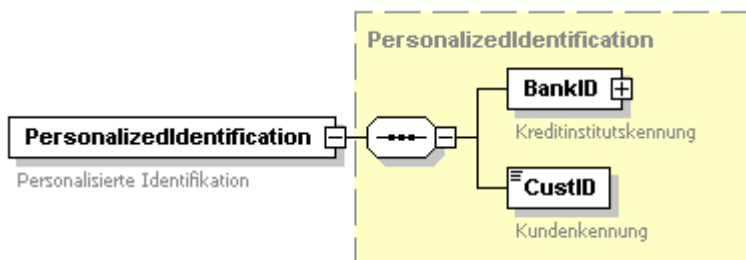 PersonalizedIdentification
BankID
Kreditinstitutskennung
PersonalizedIdentification
Personalisierte Identifikation
CustID
Kundenkennung